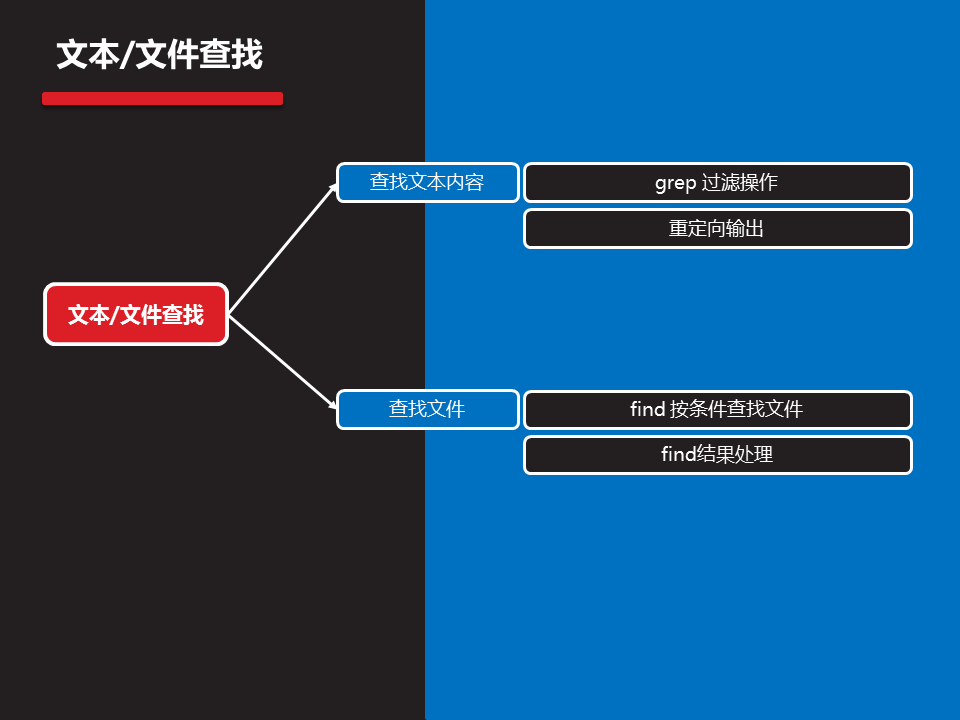 文本/文件查找
查找文本内容
grep 过滤操作
重定向输出
文本/文件查找
查找文件
find 按条件查找文件
find结果处理